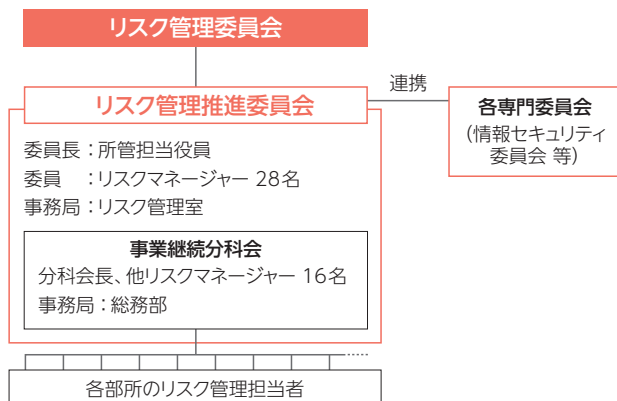 リスク管理委員会
リスク管理推進委員会
連携
各専門委員会
(情報セキュリティ
委員会 等)
委員長：所管担当役員
委員　：リスクマネージャー 28名
事務局：リスク管理室
事業継続分科会
分科会長、他リスクマネージャー 16名
事務局：総務部
各部所のリスク管理担当者